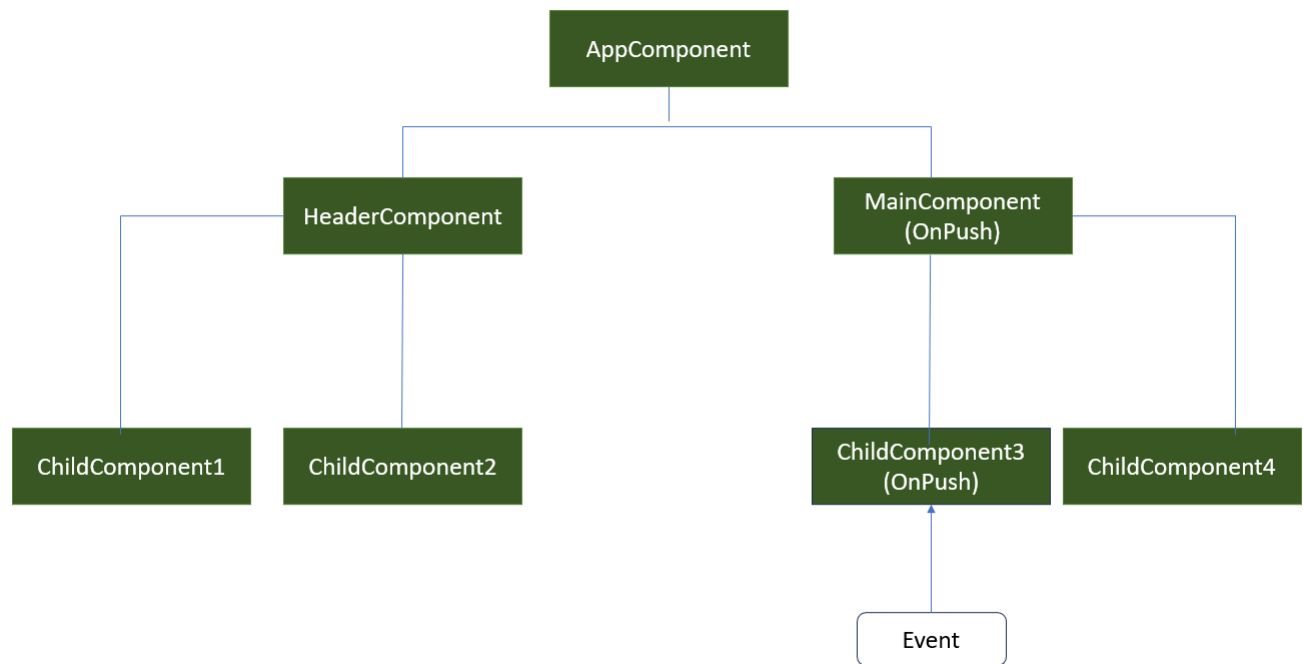 AppComponent
HeaderComponent
MainComponent
(OnPush)
ChildComponent1
ChildComponent2
ChildComponent3
(OnPush)
ChildComponent4
Event